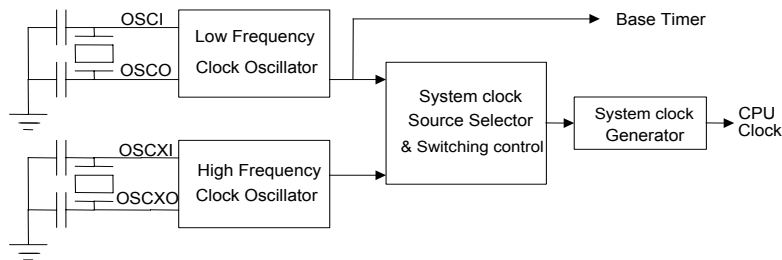 OSCI
OSCO
Low Frequency
Clock Oscillator
Base Timer
System clock
Source Selector
& Switching control
System clock
Generator
CPU
Clock
OSCXI
OSCXO
High Frequency
Clock Oscillator